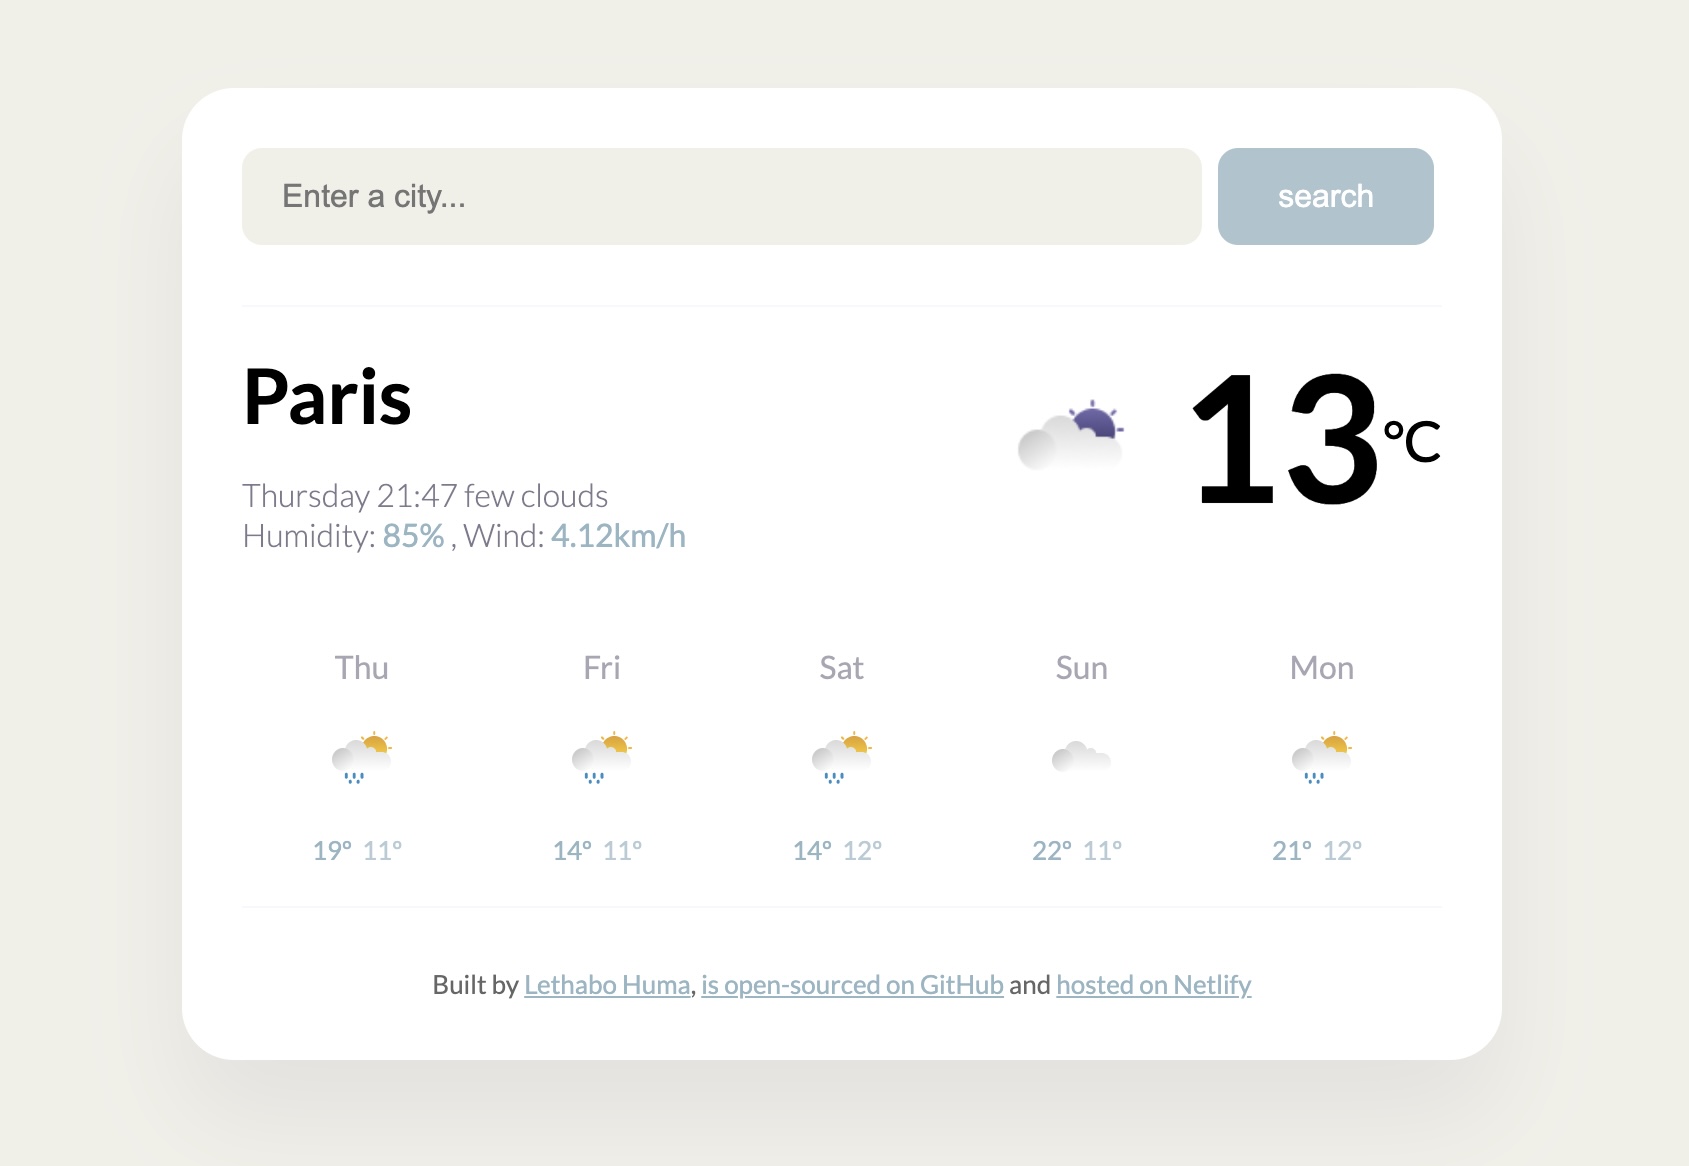 Enter a city...
search
Paris
13°C
Thursday 21:47 few clouds
Humidity: 85% , Wind: 4.12km/h
Thu Fri Sat Sun Mon
19° 11° 14° 11° 14° 12° 22° 11° 21° 12°
Built by Lethabo Huma, is open-sourced on GitHub and hosted on Netlify